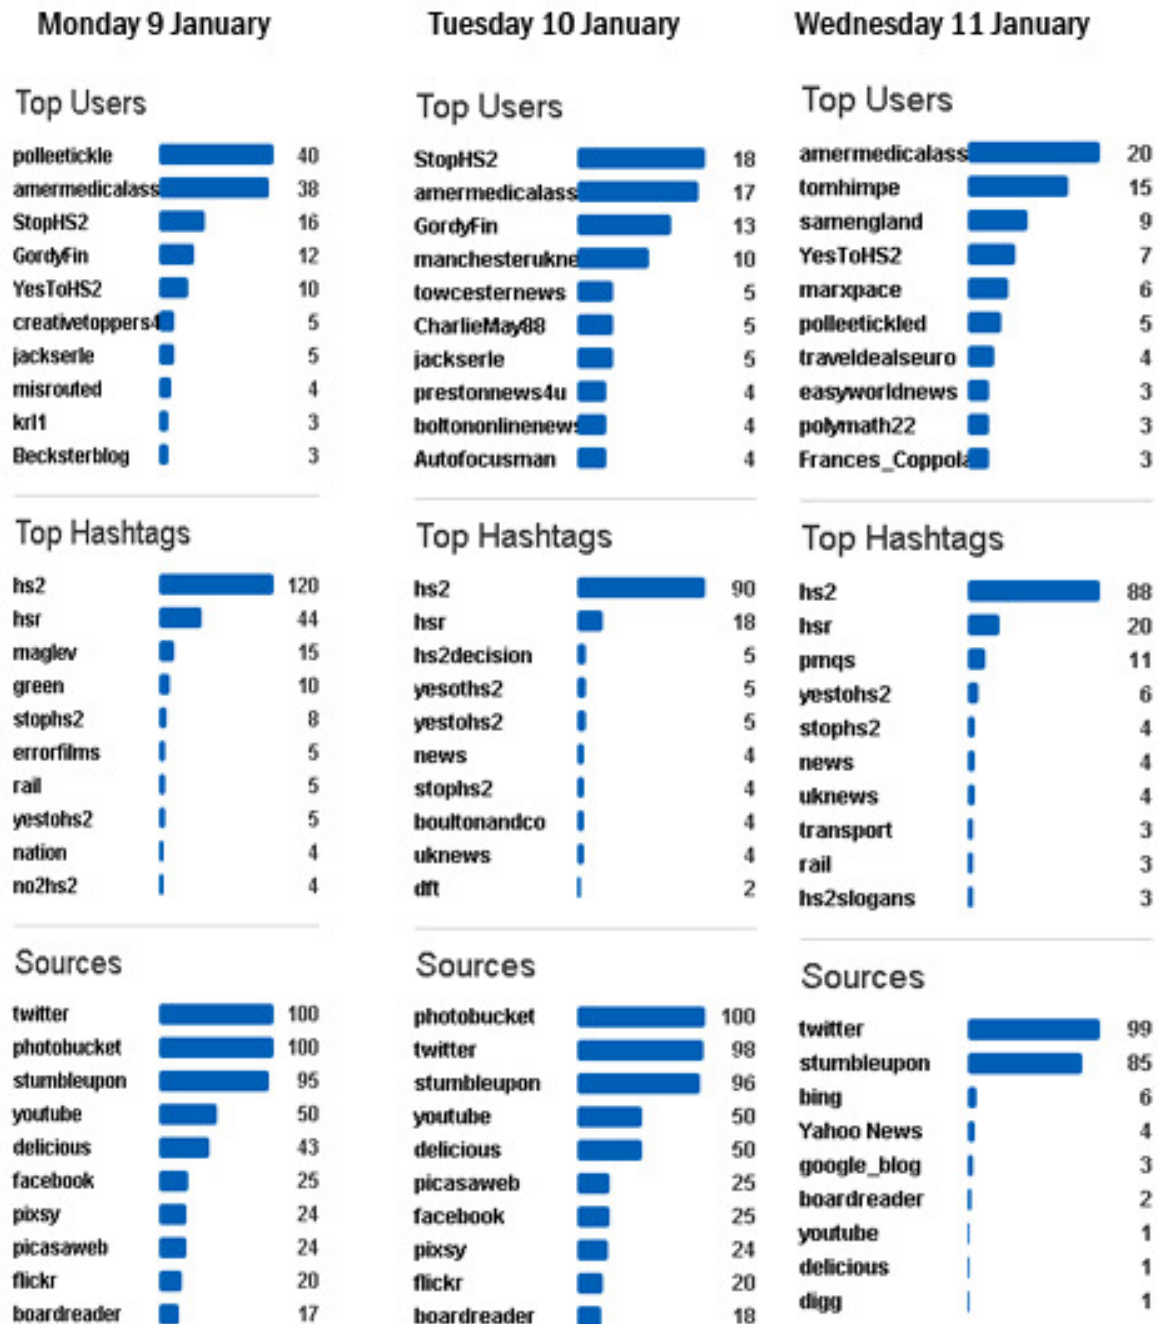 Monday 9 January
Top Users
polleetickle 40
amermedicalass 38
StopHS2 16
GordyFin 12
YesToHS2 10
creativetoppers4 5
jackserle 5
misrouted 4
krl1 3
Becksterblog 3
Top Hashtags
hs2 120
hsr 44
maglev 15
green 10
stophs2 8
errorfilms 5
rail 5
yestohs2 5
nation 4
no2hs2 4
Sources
twitter 100
photobucket 100
stumbleupon 95
youtube 50
delicious 43
facebook 25
pixsy 24
picasaweb 24
flickr 20
boardreader 17
Tuesday 10 January
Top Users
StopHS2 18
amermedicalass 17
GordyFin 13
manchesterukne 10
towcesternews 5
CharlieMay88 5
jackserle 5
prestonnews4u 4
boltononlinenews 4
Autofocusman 4
Top Hashtags
hs2 90
hsr 18
hs2decision 5
yesoths2 5
yestohs2 5
news 4
stophs2 4
boultonandco 4
uknews 4
dft 2
Sources
photobucket 100
twitter 98
stumbleupon 96
youtube 50
delicious 50
picasaweb 25
facebook 25
pixsy 24
flickr 20
boardreader 18
Wednesday 11 January
Top Users
amermedicalass 20
tomhimpe 15
samengland 9
YesToHS2 7
marxpace 6
polleetickled 5
traveldealseuro 4
easyworldnews 3
polymath22 3
Frances_Coppola 3
Top Hashtags
hs2 88
hsr 20
pmqs 11
yestohs2 6
stophs2 4
news 4
uknews 4
transport 3
rail 3
hs2slogans 3
Sources
twitter 99
stumbleupon 85
bing 6
Yahoo News 4
google_blog 3
boardreader 2
youtube 1
delicious 1
digg 1